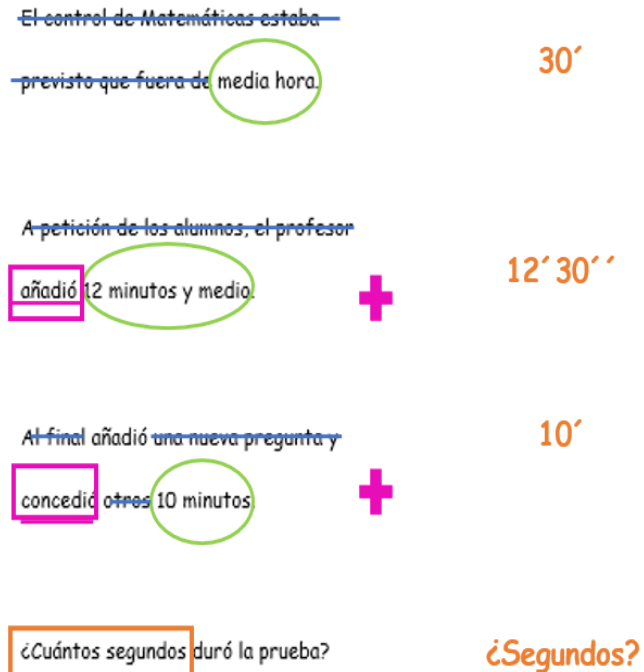 El control de Matemáticas estaba
previsto que fuera de media hora.
30´
A petición de los alumnos, el profesor
añadió 12 minutos y medio.
+
12´30´´
Al final añadió una nueva pregunta y
concedió otros 10 minutos.
+
10´
¿Cuántos segundos duró la prueba?
¿Segundos?